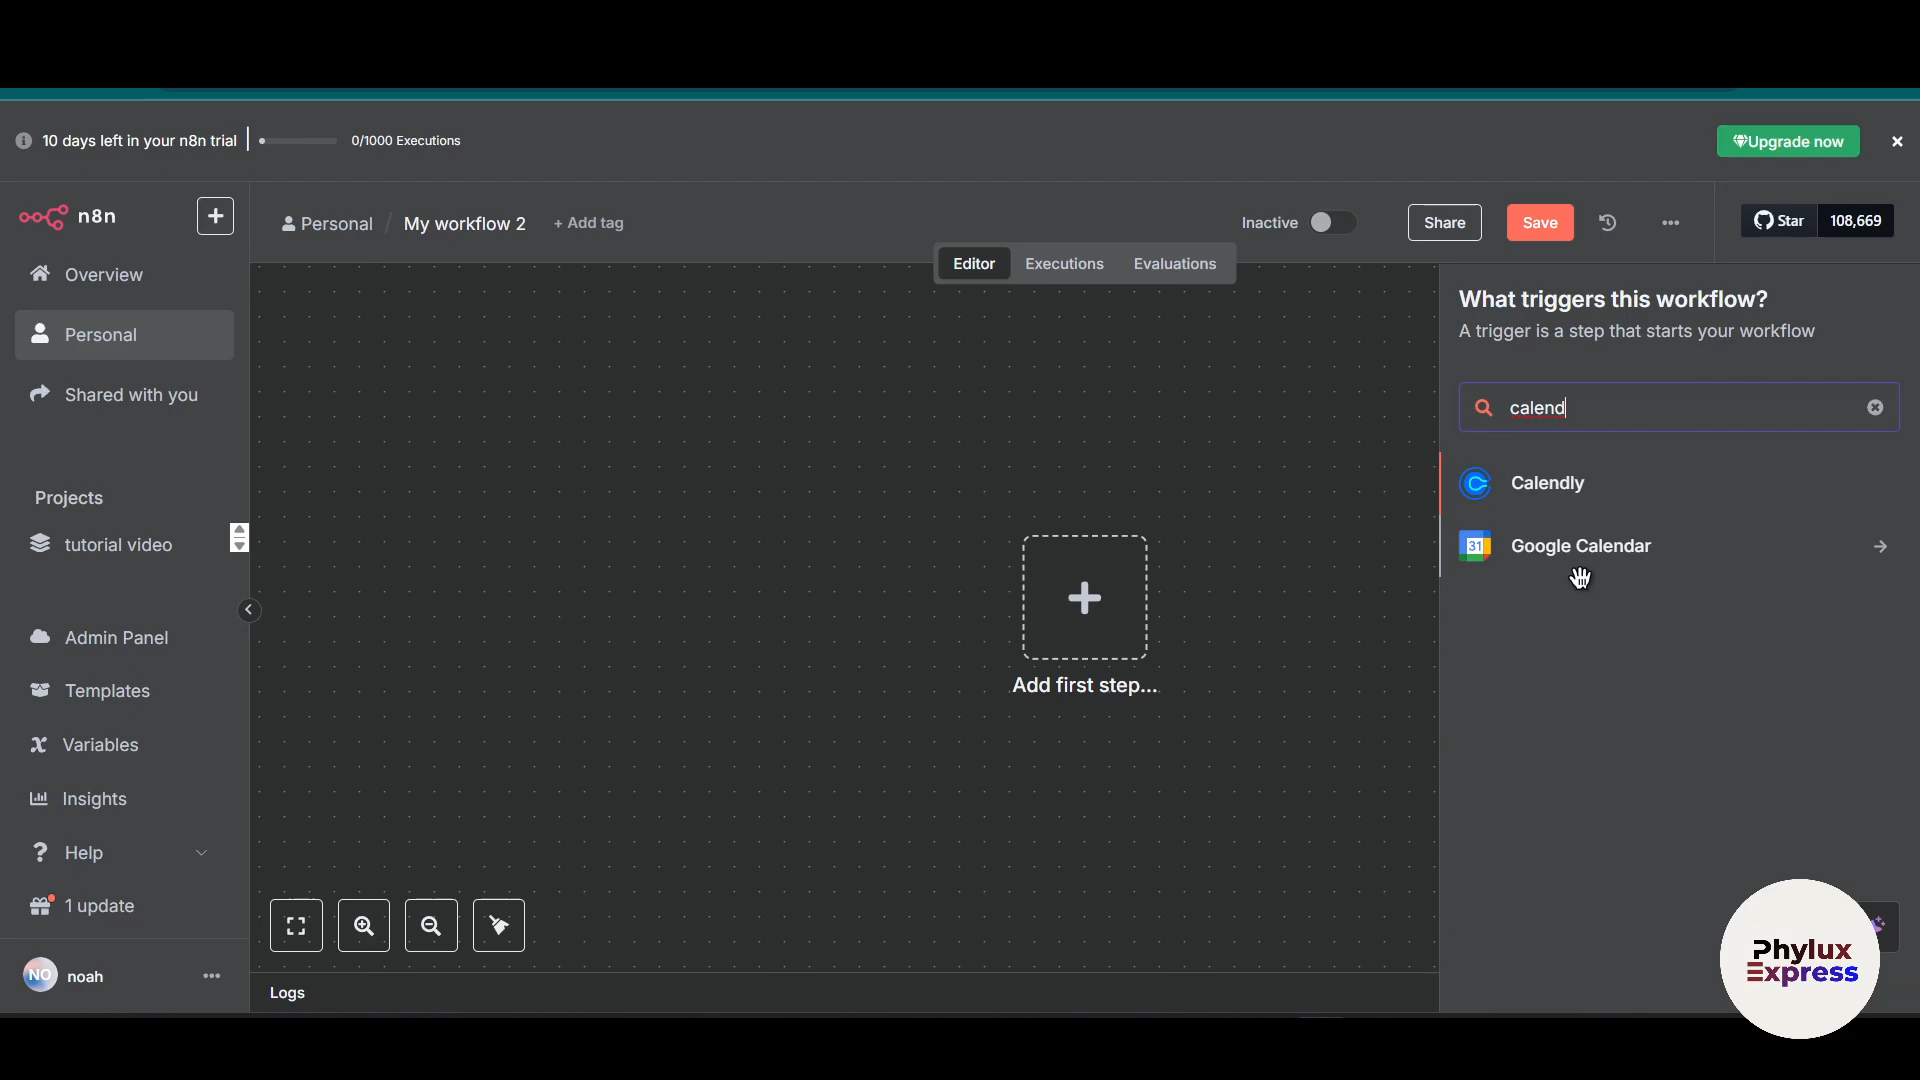 10 days left in your n8n trial
0/1000 Executions
Upgrade now
n8n
Personal / My workflow 2 + Add tag
Inactive
Share
Save
Star 108,669
Overview
Personal
Shared with you
Projects
tutorial video
Admin Panel
Templates
Variables
Insights
Help
1 update
NO noah
Editor Executions Evaluations
Add first step...
Logs
What triggers this workflow?
A trigger is a step that starts your workflow
calend
Calendly
31 Google Calendar
Phylux
Express